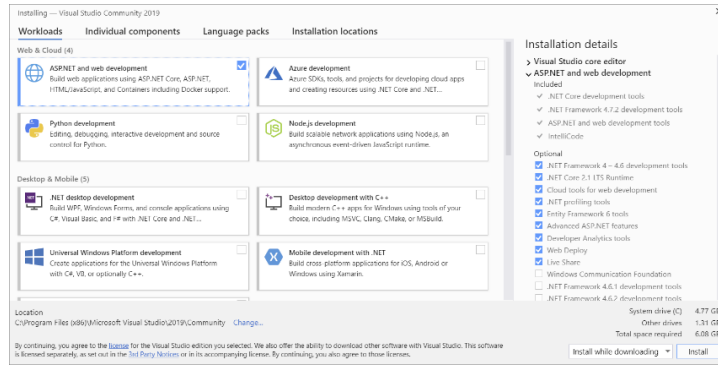 Installing — Visual Studio Community 2019
Workloads Individual components Language packs Installation locations
Web & Cloud (4)
ASP.NET and web development
Build web applications using ASP.NET Core, ASP.NET,
HTML/JavaScript, and Containers including Docker support.
Azure development
Azure SDKs, tools, and projects for developing cloud apps
and creating resources using .NET Core and .NET...
Python development
Editing, debugging, interactive development and source
control for Python.
Node.js development
Build scalable network applications using Node.js, an
asynchronous event-driven JavaScript runtime.
Desktop & Mobile (5)
.NET desktop development
Build WPF, Windows Forms, and console applications using
C#, Visual Basic, and F# with .NET Core and .NET...
Desktop development with C++
Build modern C++ apps for Windows using tools of your
choice, including MSVC, Clang, CMake, or MSBuild.
Universal Windows Platform development
Create applications for the Universal Windows Platform
with C#, VB, or optionally C++.
Mobile development with .NET
Build cross-platform applications for iOS, Android or
Windows using Xamarin.
Installation details
Visual Studio core editor
ASP.NET and web development
Included
.NET Core development tools
.NET Framework 4.7.2 development tools
ASP.NET and web development tools
IntelliCode
Optional
.NET Framework 4 – 4.6 development tools
.NET Core 2.1 LTS Runtime
Cloud tools for web development
.NET profiling tools
Entity Framework 6 tools
Advanced ASP.NET features
Developer Analytics tools
Web Deploy
Live Share
Windows Communication Foundation
.NET Framework 4.6.1 development tools
.NET Framework 4.6.2 development tools
Location
C:\Program Files (x86)\Microsoft Visual Studio\2019\Community Change...
System drive (C) 4.77 GB
Other drives 1.31 GB
Total space required 6.08 GB
By continuing, you agree to the license for the Visual Studio edition you selected. We also offer the ability to download other software with Visual Studio. This software
is licensed separately, as set out in the 3rd Party Notices or in its accompanying license. By continuing, you also agree to those licenses.
Install while downloading Install